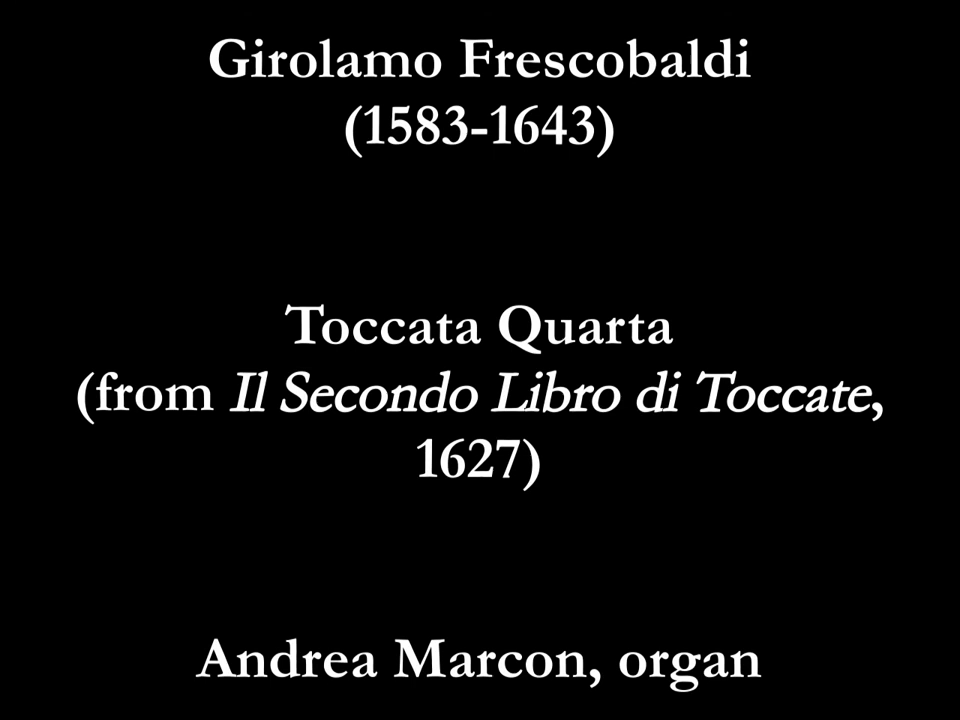 Girolamo Frescobaldi
(1583-1643)
Toccata Quarta
(from Il Secondo Libro di Toccate,
1627)
Andrea Marcon, organ